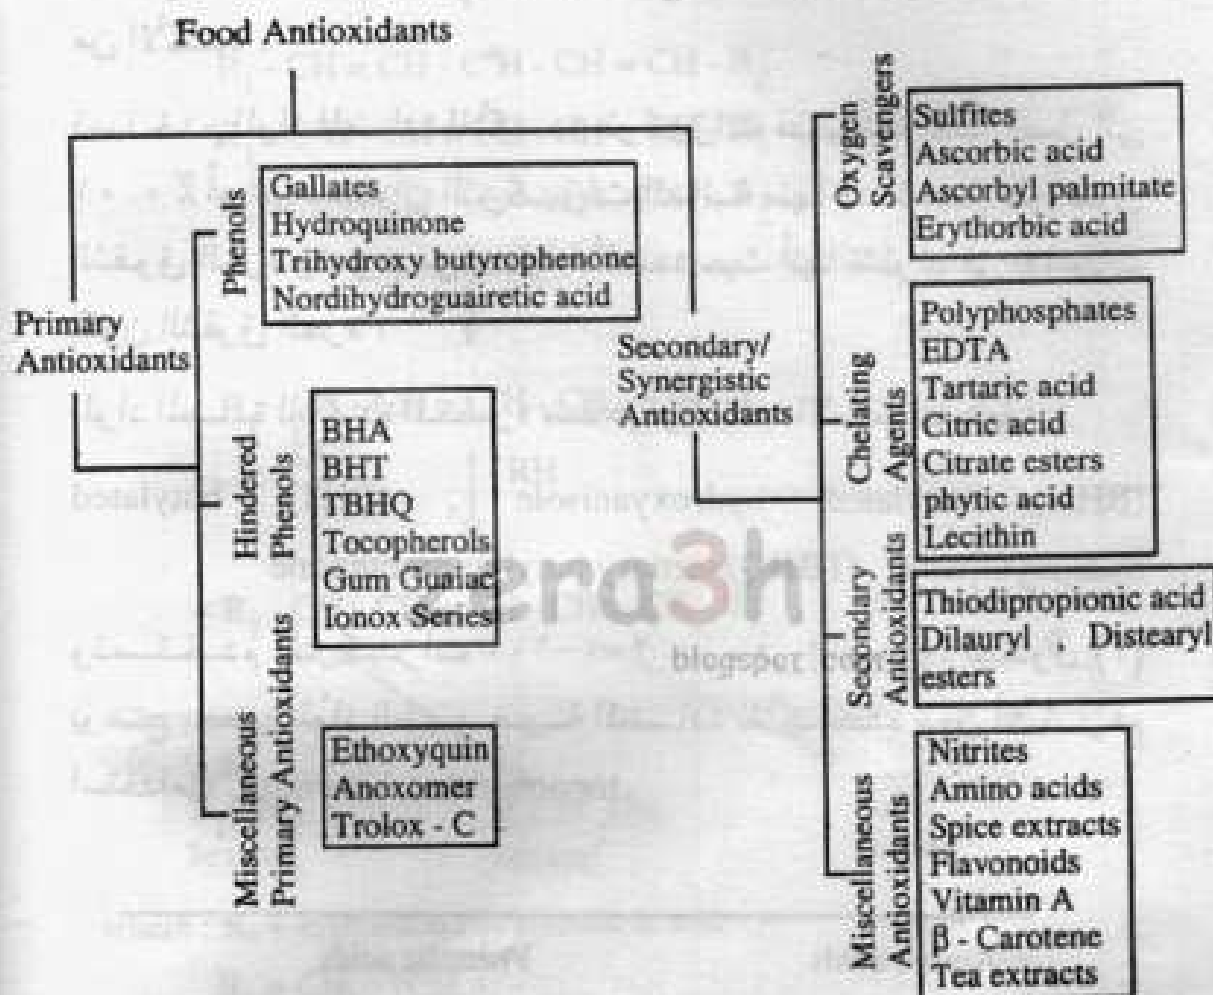 Food Antioxidants
Primary
Antioxidants
Phenols
Gallates
Hydroquinone
Trihydroxy butyrophenone
Nordihydroguairetic acid
Hindered
Phenols
BHA
BHT
TBHQ
Tocopherols
Gum Guaiac
Ionox Series
Miscellaneous
Primary Antioxidants
Ethoxyquin
Anoxomer
Trolox - C
Secondary/
Synergistic
Antioxidants
Oxygen
Scavengers
Sulfites
Ascorbic acid
Ascorbyl palmitate
Erythorbic acid
Chelating
Agents
Polyphosphates
EDTA
Tartaric acid
Citric acid
Citrate esters
phytic acid
Lecithin
Secondary
Antioxidants
Thiodipropionic acid
Dilauryl , Distearyl
esters
Miscellaneous
Antioxidants
Nitrites
Amino acids
Spice extracts
Flavonoids
Vitamin A
β - Carotene
Tea extracts
era3h
blogspot